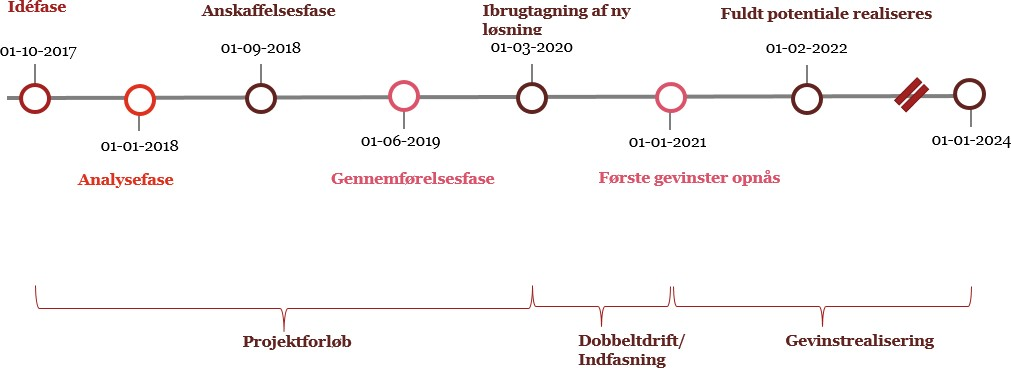 Idéfase
01-10-2017
Anskaffelsesfase
01-09-2018
Ibrugtagning af ny
løsning
01-03-2020
Fuldt potentiale realiseres
01-02-2022
01-01-2018
Analysefase
01-06-2019
Gennemførelsesfase
01-01-2021
Første gevinster opnås
01-01-2024
Projektforløb
Dobbeltdrift/
Indfasning
Gevinstrealisering